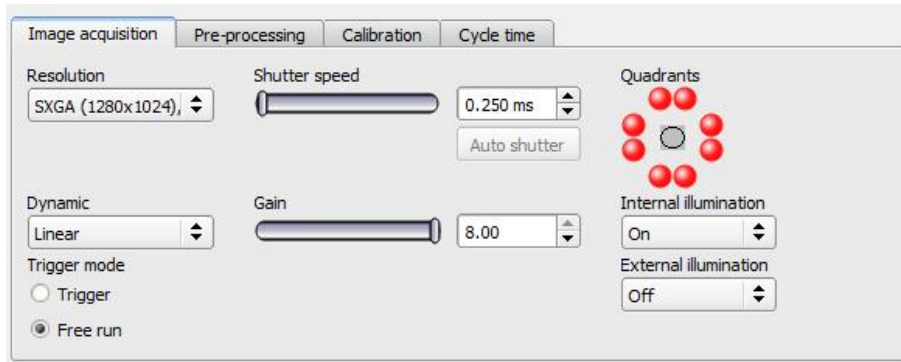 Image acquisition Pre-processing Calibration Cycle time
Resolution Shutter speed Quadrants
SXGA (1280x1024), 0.250 ms
Auto shutter
Dynamic Gain Internal illumination
Linear 8.00 On
Trigger mode External illumination
Trigger Off
Free run